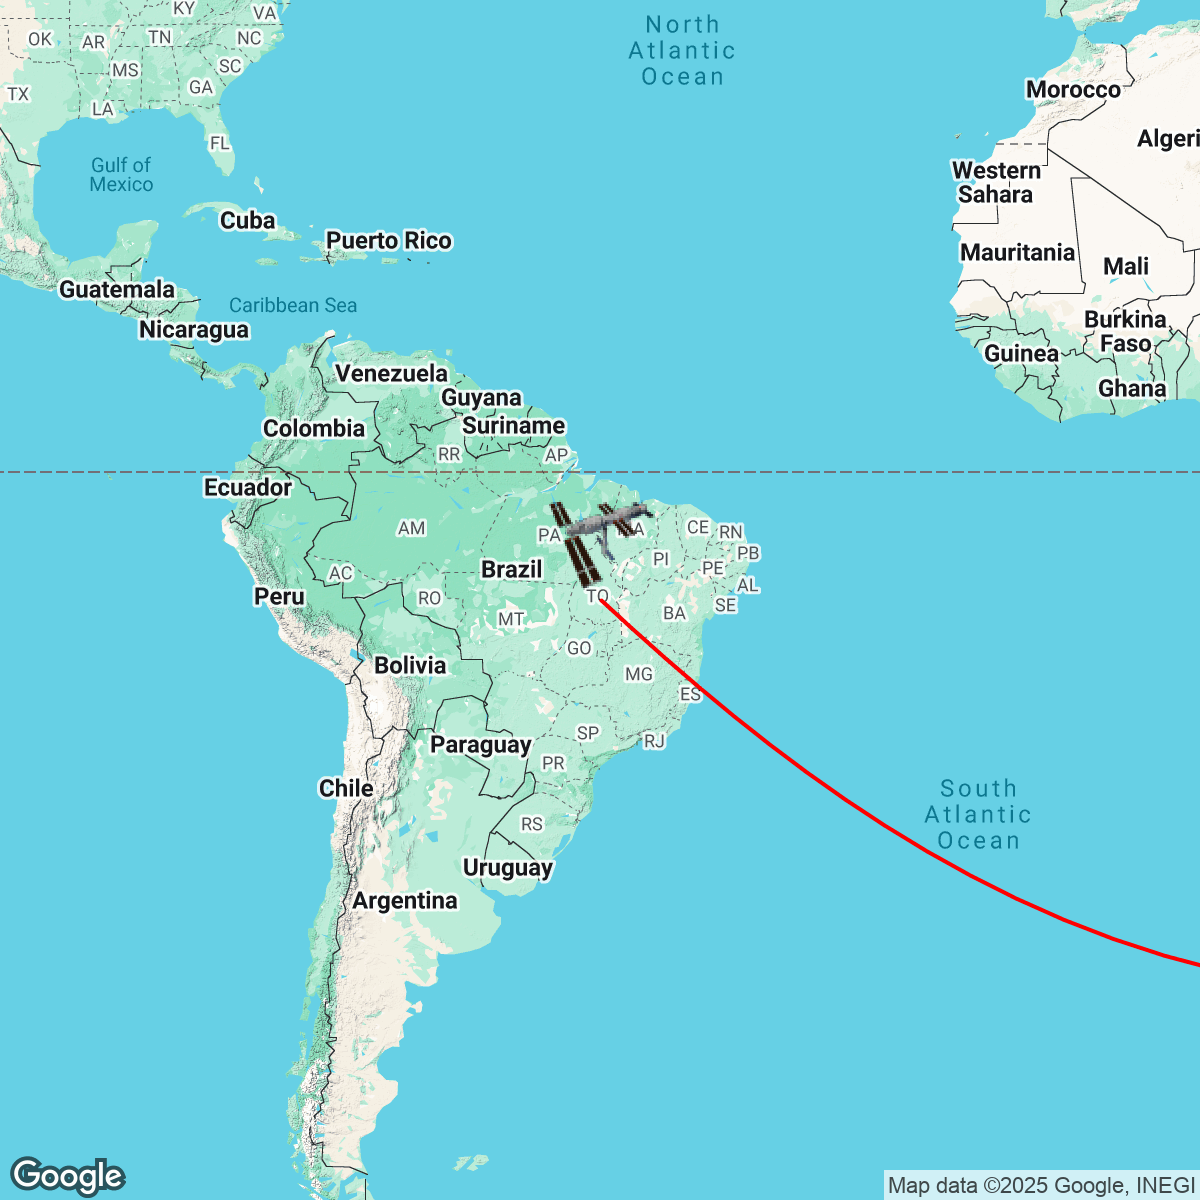 KY
VA
OK
AR
TN
NC
MS
SC
TX
LA
GA
FL
North
Atlantic
Ocean
Morocco
Algeri
Gulf of
Mexico
Western
Sahara
Cuba
Puerto Rico
Mauritania
Mali
Guatemala
Caribbean Sea
Nicaragua
Burkina
Faso
Guinea
Ghana
Venezuela
Guyana
Suriname
Colombia
RR
AP
Ecuador
AM
PA
CE
RN
PB
PI
PE
AL
Brazil
AC
RO
TO
SE
Peru
MT
BA
GO
Bolivia
MG
ES
SP
RJ
Paraguay
PR
Chile
South
Atlantic
Ocean
RS
Uruguay
Argentina
Google
Map data ©2025 Google, INEGI